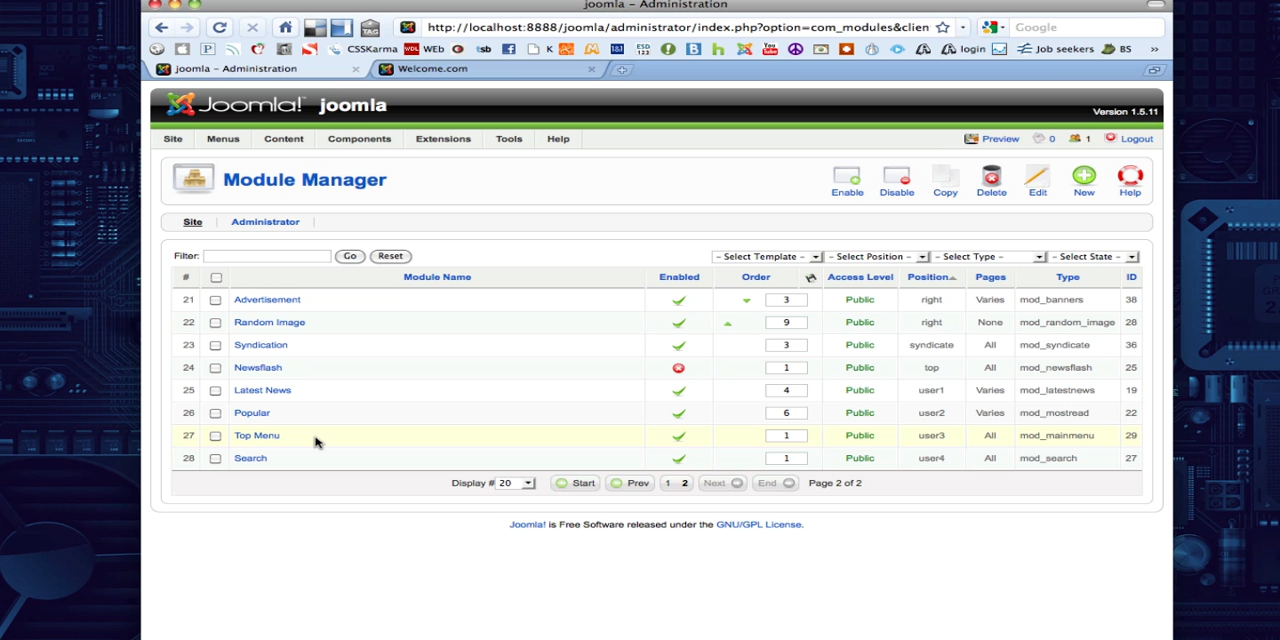 joomla - Administration
http://localhost:8888/joomla/administrator/index.php?option=com_modules&clien
Google
TAG
CSSKarma WDL WEb tsb K ESD 123 B h You Tube login Job seekers BS »
joomla - Administration Welcome.com
Joomla! joomla
Version 1.5.11
Site Menus Content Components Extensions Tools Help Preview 0 1 Logout
Module Manager
Enable Disable Copy Delete Edit New Help
Site Administrator
Filter: Go Reset - Select Template - - Select Position - - Select Type - - Select State -
# Module Name Enabled Order Access Level Position Pages Type ID
21 Advertisement 3 Public right Varies mod_banners 38
22 Random Image 9 Public right None mod_random_image 28
23 Syndication 3 Public syndicate All mod_syndicate 36
24 Newsflash 1 Public top All mod_newsflash 25
25 Latest News 4 Public user1 Varies mod_latestnews 19
26 Popular 6 Public user2 Varies mod_mostread 22
27 Top Menu 1 Public user3 All mod_mainmenu 29
28 Search 1 Public user4 All mod_search 27
Display # 20 Start Prev 1 2 Next End Page 2 of 2
Joomla! is Free Software released under the GNU/GPL License.